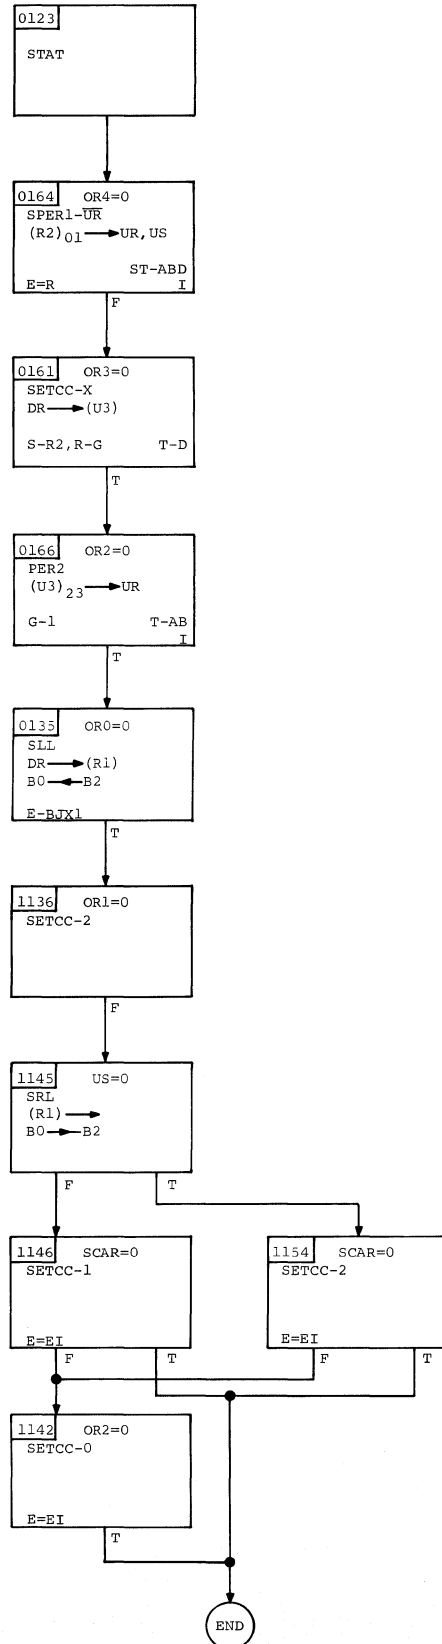 0123
STAT
0164 OR4=0
SPER1-U̅R̅
(R2)01→UR,US
ST-ABD
E=R I
F
0161 OR3=0
SETCC-X
DR→(U3)
S-R2,R-G T-D
T
0166 OR2=0
PER2
(U3)23→UR
G-1 T-AB
I
T
0135 OR0=0
SLL
DR→(R1)
B0←B2
E-BJX1
T
1136 OR1=0
SETCC-2
F
1145 US=0
SRL
(R1)→
B0→B2
F T
1146 SCAR=0 1154 SCAR=0
SETCC-1 SETCC-2
E=EI E=EI
F T F T
1142 OR2=0
SETCC-0
E=EI
T
END